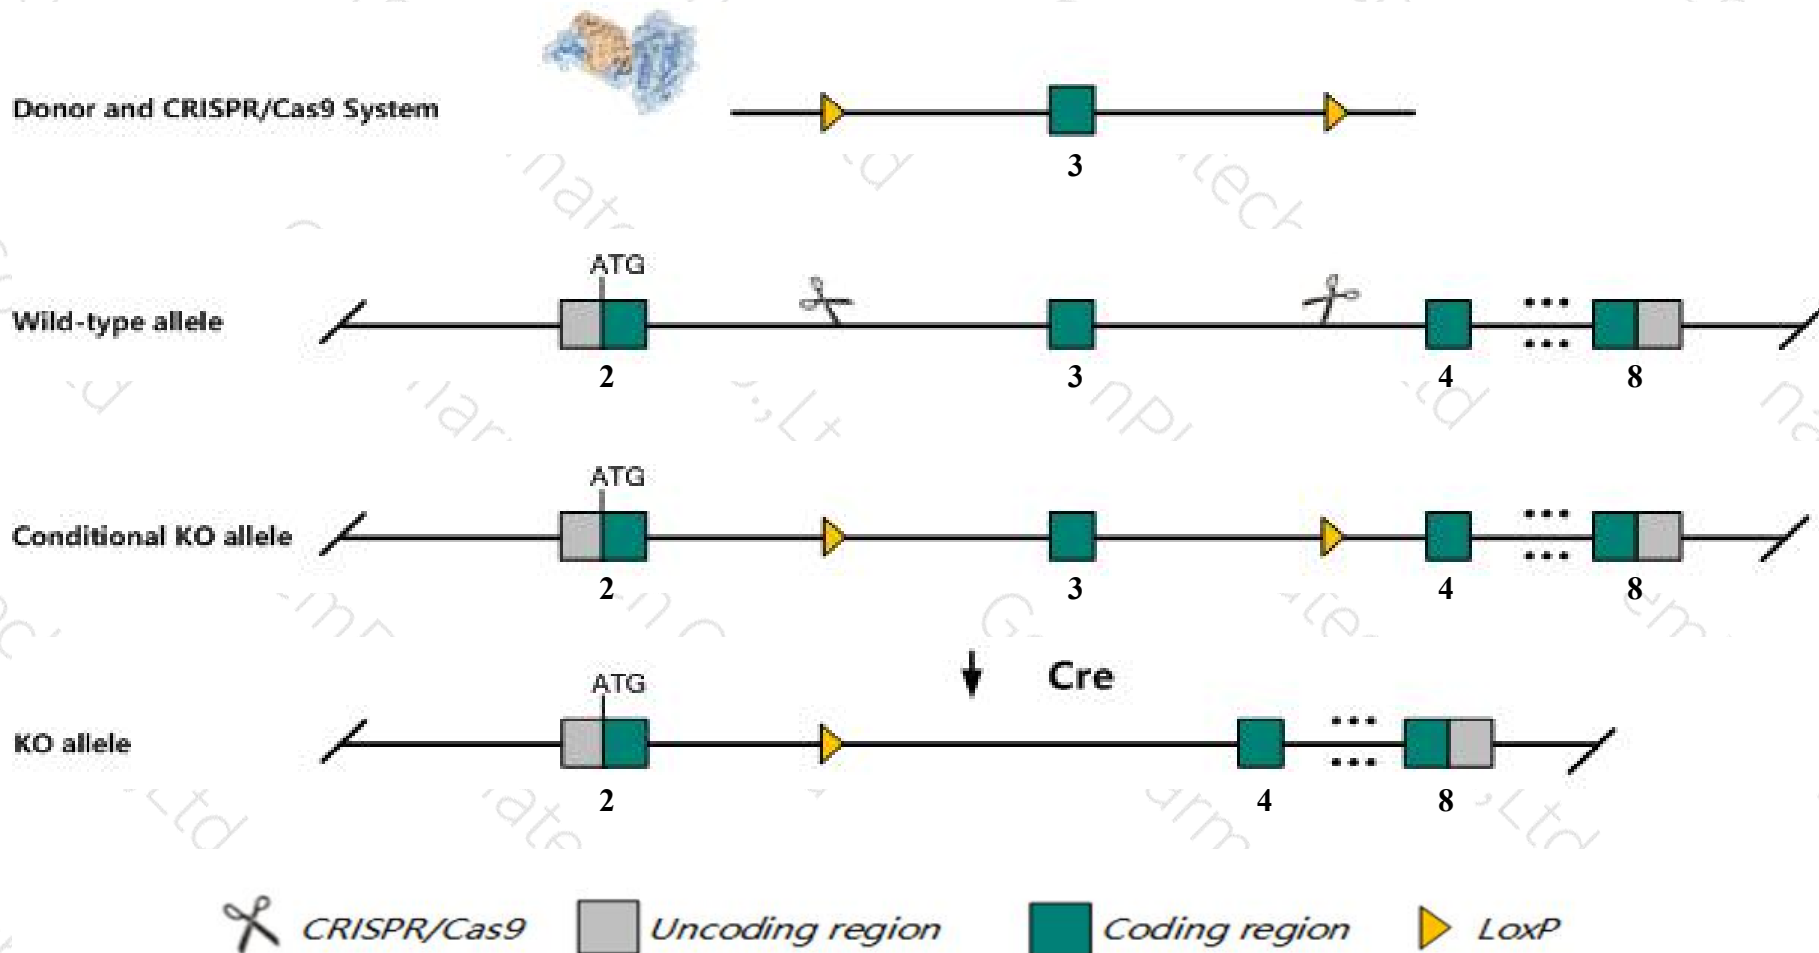 Donor and CRISPR/Cas9 System
3
ATG
Wild-type allele
2 3 4 8
ATG
Conditional KO allele
2 3 4 8
Cre
ATG
KO allele
2 4 8
CRISPR/Cas9 Uncoding region Coding region LoxP